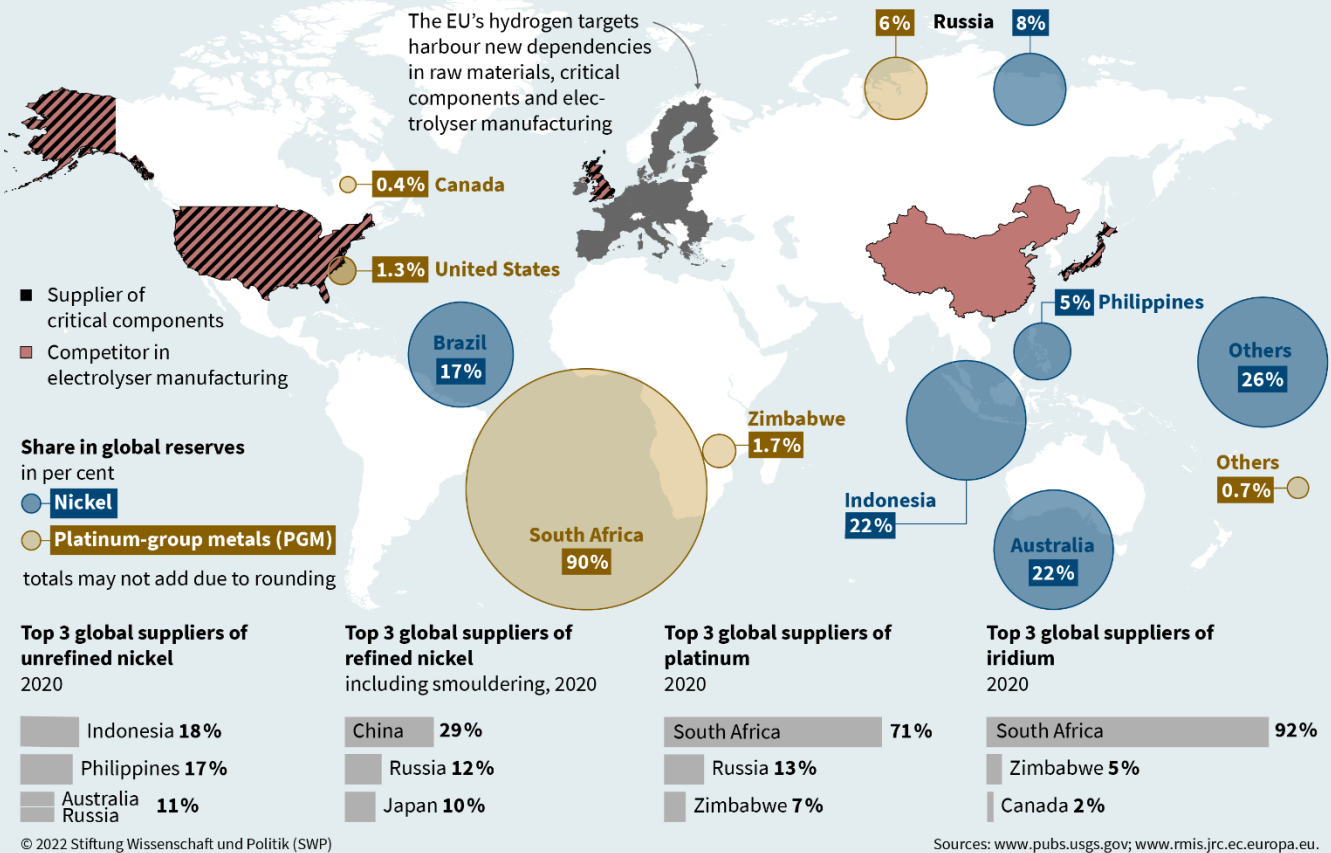 The EU's hydrogen targets
harbour new dependencies
in raw materials, critical
components and elec-
trolyser manufacturing
6% Russia 8%
0.4% Canada
1.3% United States
Supplier of
critical components
Competitor in
electrolyser manufacturing
Brazil
17%
5% Philippines
Others
26%
Zimbabwe
1.7%
Share in global reserves
in per cent
Nickel
Platinum-group metals (PGM)
totals may not add due to rounding
South Africa
90%
Indonesia
22%
Australia
22%
Others
0.7%
Top 3 global suppliers of
unrefined nickel
2020
Indonesia 18%
Philippines 17%
Australia
Russia
11%
Top 3 global suppliers of
refined nickel
including smouldering, 2020
China 29%
Russia 12%
Japan 10%
Top 3 global suppliers of
platinum
2020
South Africa 71%
Russia 13%
Zimbabwe 7%
Top 3 global suppliers of
iridium
2020
South Africa 92%
Zimbabwe 5%
Canada 2%
© 2022 Stiftung Wissenschaft und Politik (SWP)
Sources: www.pubs.usgs.gov; www.rmis.jrc.ec.europa.eu.